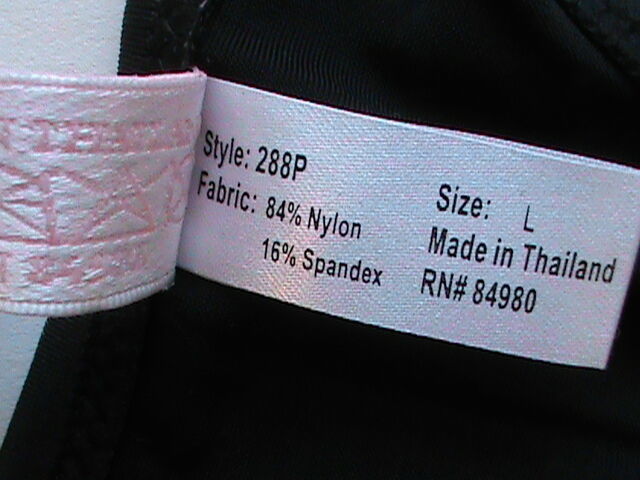 Style: 288P
Fabric: 84% Nylon
16% Spandex
Size: L
Made in Thailand
RN# 84980